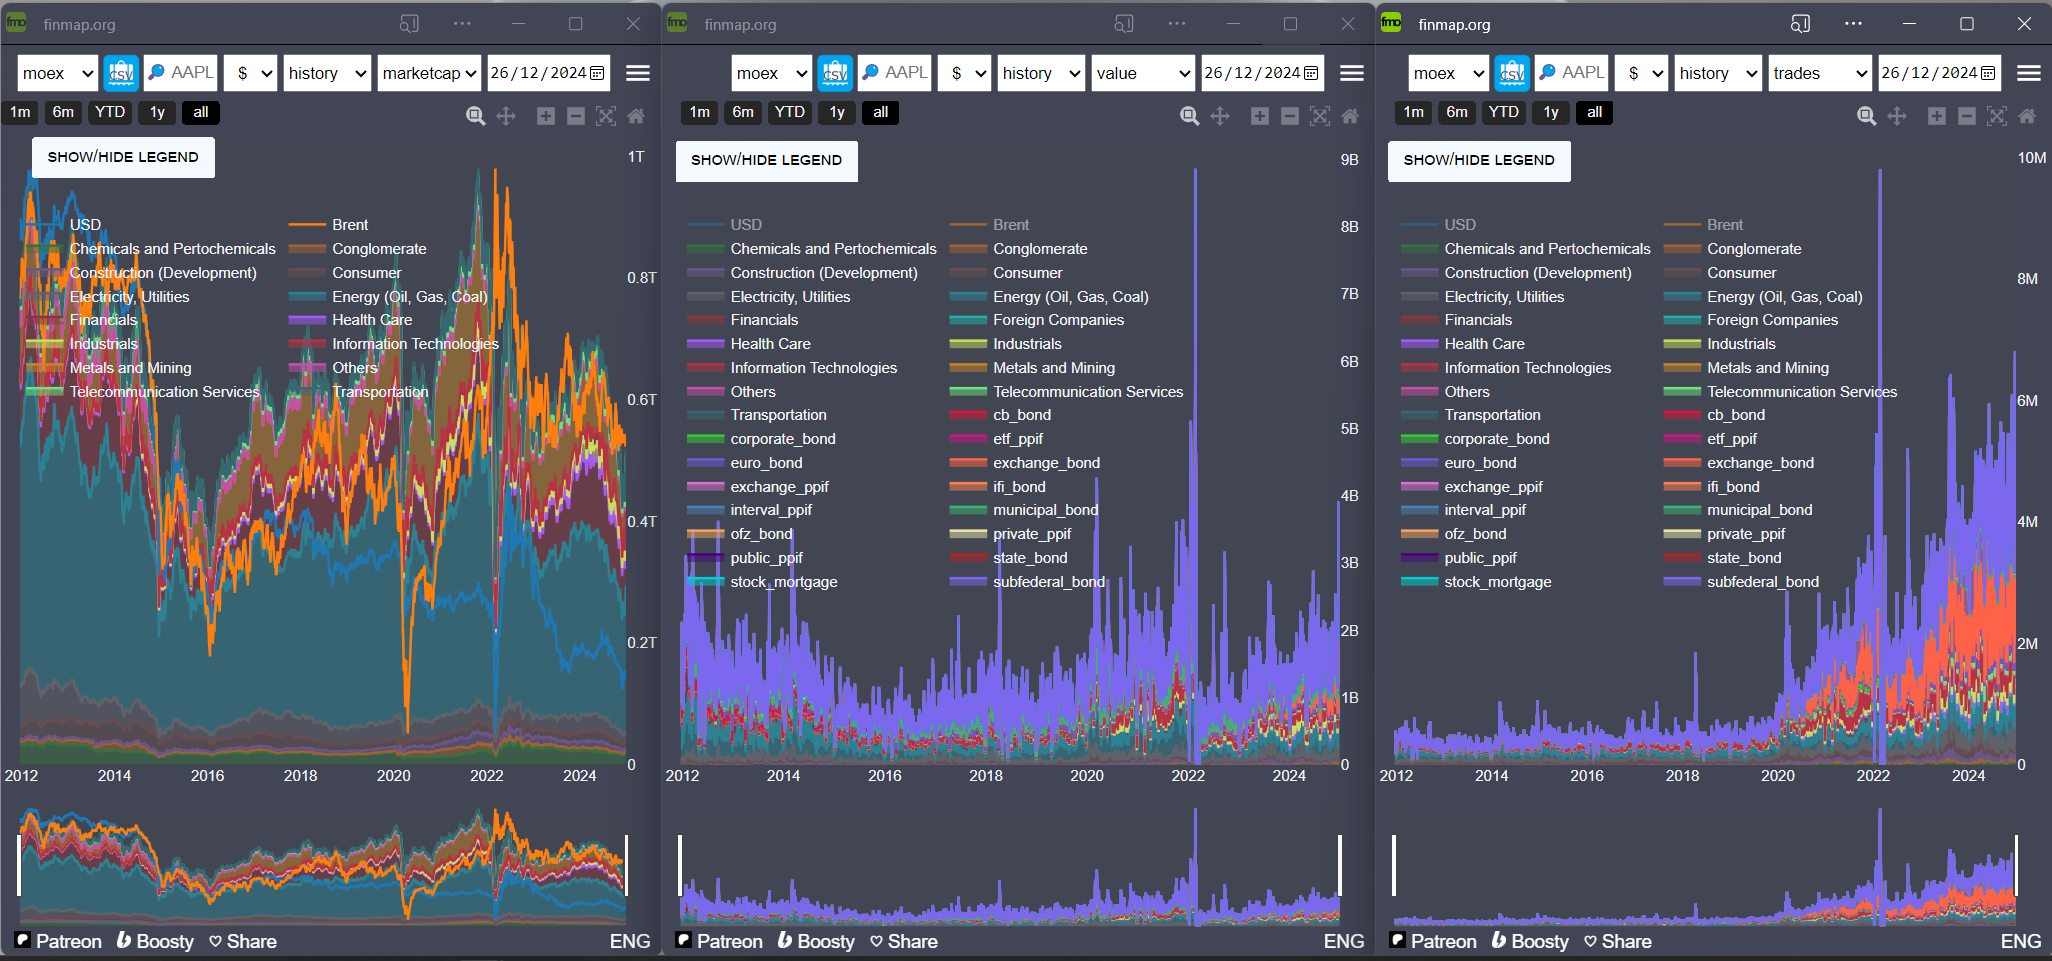 fmp finmap.org
moex CSV AAPL $ history marketcap 26/12/2024
1m 6m YTD 1y all
SHOW/HIDE LEGEND
1T
0.8T
0.6T
0.4T
0.2T
0
USD Brent
Chemicals and Pertochemicals Conglomerate
Construction (Development) Consumer
Electricity, Utilities Energy (Oil, Gas, Coal)
Financials Health Care
Industrials Information Technologies
Metals and Mining Others
Telecommunication Services Transportation
2012 2014 2016 2018 2020 2022 2024
Patreon Boosty Share ENG
fmp finmap.org
moex CSV AAPL $ history value 26/12/2024
1m 6m YTD 1y all
SHOW/HIDE LEGEND
9B
8B
7B
6B
5B
4B
3B
2B
1B
0
USD Brent
Chemicals and Pertochemicals Conglomerate
Construction (Development) Consumer
Electricity, Utilities Energy (Oil, Gas, Coal)
Financials Foreign Companies
Health Care Industrials
Information Technologies Metals and Mining
Others Telecommunication Services
Transportation cb_bond
corporate_bond etf_ppif
euro_bond exchange_bond
exchange_ppif ifi_bond
interval_ppif municipal_bond
ofz_bond private_ppif
public_ppif state_bond
stock_mortgage subfederal_bond
2012 2014 2016 2018 2020 2022 2024
Patreon Boosty Share ENG
fmp finmap.org
moex CSV AAPL $ history trades 26/12/2024
1m 6m YTD 1y all
SHOW/HIDE LEGEND
10M
8M
6M
4M
2M
0
USD Brent
Chemicals and Pertochemicals Conglomerate
Construction (Development) Consumer
Electricity, Utilities Energy (Oil, Gas, Coal)
Financials Foreign Companies
Health Care Industrials
Information Technologies Metals and Mining
Others Telecommunication Services
Transportation cb_bond
corporate_bond etf_ppif
euro_bond exchange_bond
exchange_ppif ifi_bond
interval_ppif municipal_bond
ofz_bond private_ppif
public_ppif state_bond
stock_mortgage subfederal_bond
2012 2014 2016 2018 2020 2022 2024
Patreon Boosty Share ENG